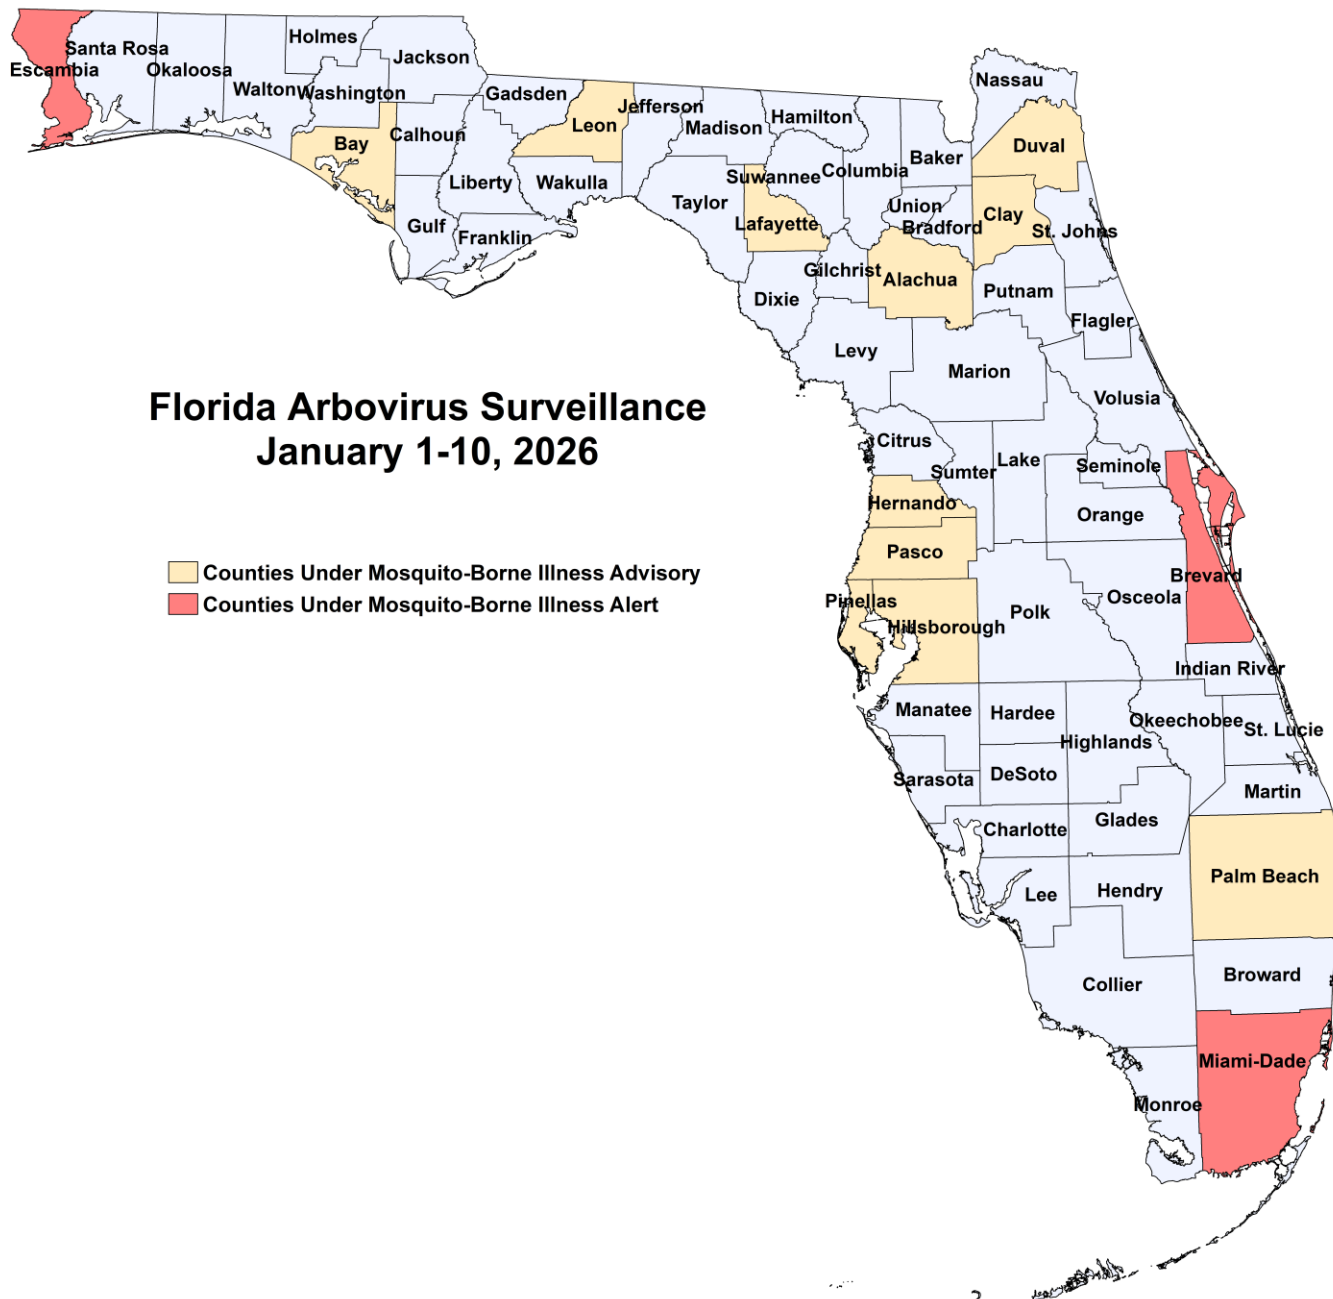 Holmes
Jackson
Santa Rosa
Escambia
Okaloosa
Walton
Washington
Gadsden
Leon
Jefferson
Madison
Hamilton
Nassau
Duval
Baker
Bay
Calhoun
Liberty
Wakulla
Taylor
Suwannee
Columbia
Lafayette
Union
Bradford
Clay
St. Johns
Gulf
Franklin
Dixie
Gilchrist
Alachua
Putnam
Flagler
Levy
Marion
Volusia
Florida Arbovirus Surveillance
January 1-10, 2026
Citrus
Sumter
Lake
Seminole
Hernando
Orange
Pasco
Counties Under Mosquito-Borne Illness Advisory
Counties Under Mosquito-Borne Illness Alert
Brevard
Osceola
Pinellas
Hillsborough
Polk
Indian River
Manatee
Hardee
Highlands
Okeechobee
St. Lucie
Sarasota
DeSoto
Martin
Charlotte
Glades
Lee
Hendry
Palm Beach
Collier
Broward
Miami-Dade
Monroe